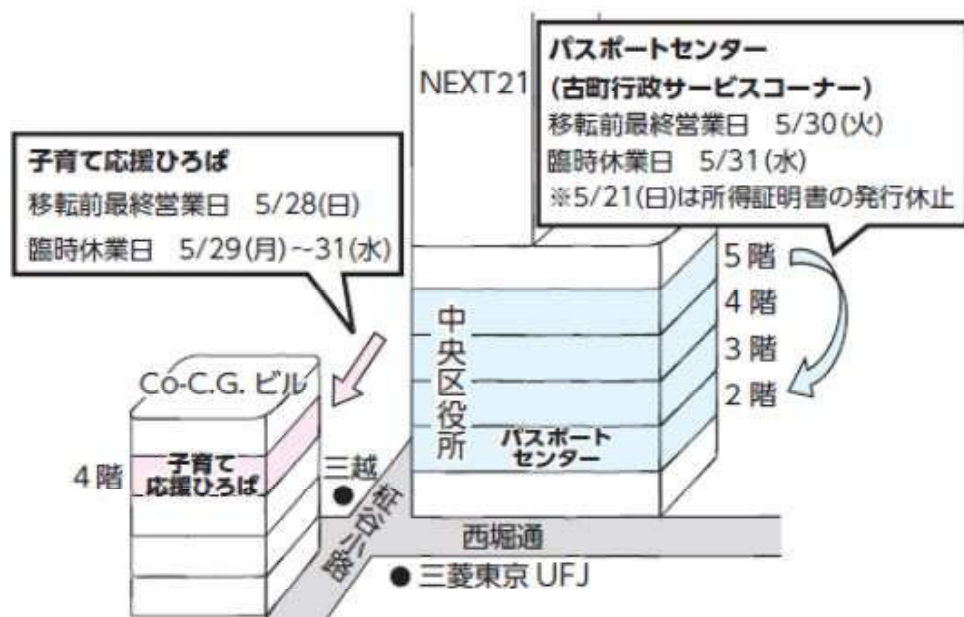 NEXT21
パスポートセンター
(古町行政サービスコーナー)
移転前最終営業日 5/30(火)
臨時休業日 5/31(水)
※5/21(日)は所得証明書の発行休止
子育て応援ひろば
移転前最終営業日 5/28(日)
臨時休業日 5/29(月)~31(水)
5階
4階
3階
2階
中央区役所
パスポート
センター
Co-C.G.ビル
4階
子育て
応援ひろば
三越
柾谷小路
西堀通
三菱東京UFJ